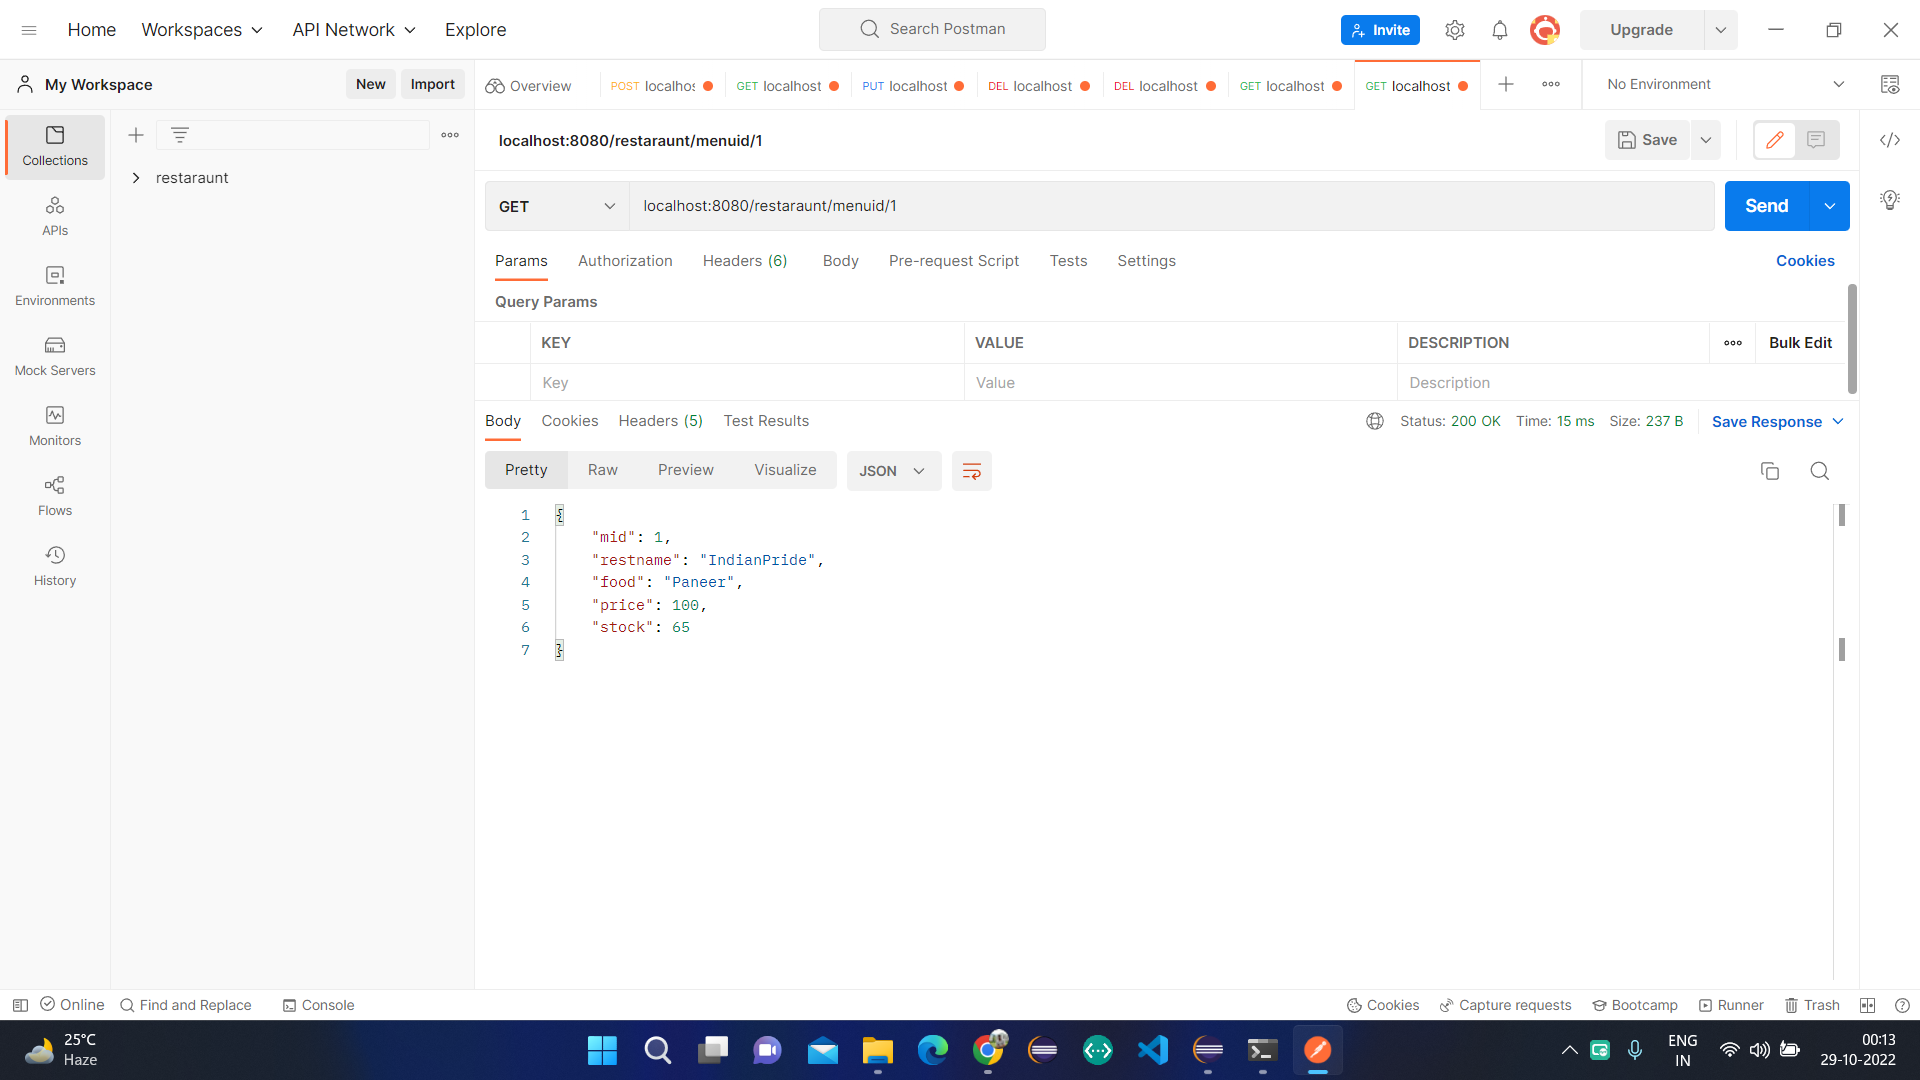 Home Workspaces API Network Explore Search Postman Invite Upgrade
My Workspace New Import Overview POST localhos GET localhost PUT localhost DEL localhost DEL localhost GET localhost GET localhost No Environment
Collections
restaraunt
APIs
Environments
Mock Servers
Monitors
Flows
History
localhost:8080/restaraunt/menuid/1 Save
GET localhost:8080/restaraunt/menuid/1 Send
Params Authorization Headers (6) Body Pre-request Script Tests Settings Cookies
Query Params
KEY VALUE DESCRIPTION Bulk Edit
Key Value Description
Body Cookies Headers (5) Test Results Status: 200 OK Time: 15 ms Size: 237 B Save Response
Pretty Raw Preview Visualize JSON
1 {
2 "mid": 1,
3 "restname": "IndianPride",
4 "food": "Paneer",
5 "price": 100,
6 "stock": 65
7 }
Online Find and Replace Console Cookies Capture requests Bootcamp Runner Trash
25°C
Haze
ENG
IN
00:13
29-10-2022